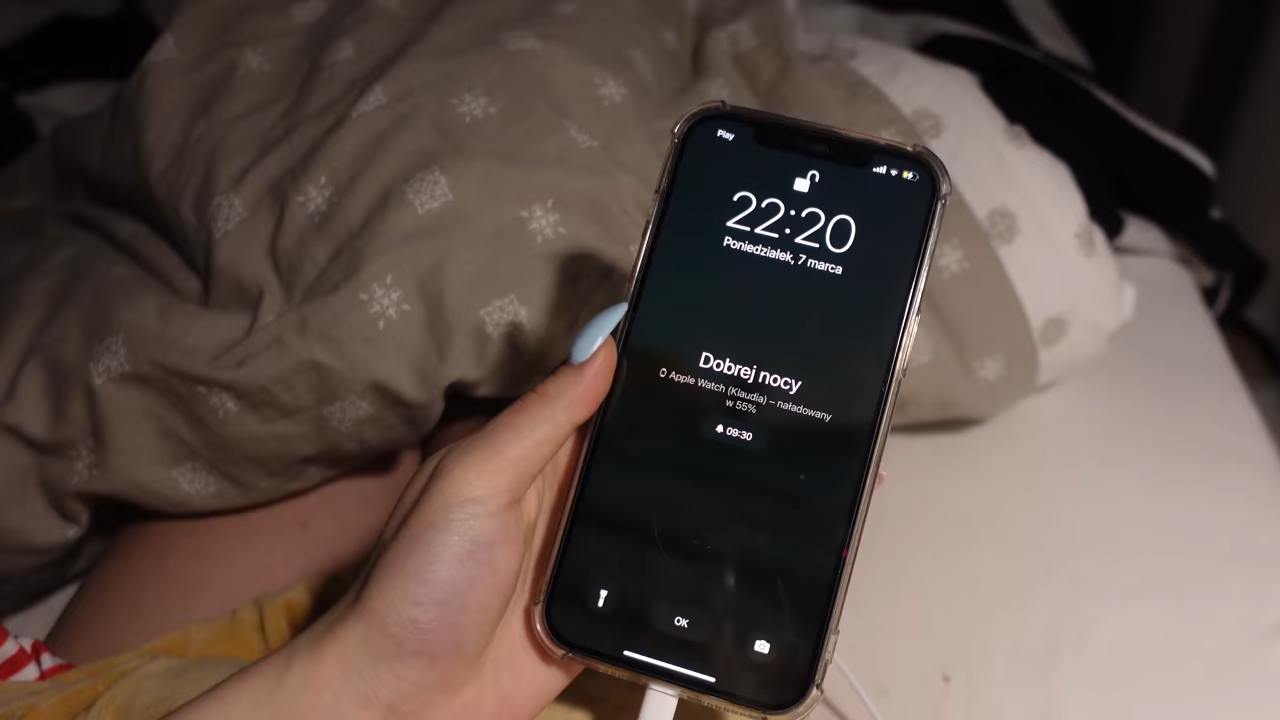 Play
22:20
Poniedziałek, 7 marca
Dobrej nocy
Apple Watch (Klaudia) – naładowany
w 55%
09:30
OK